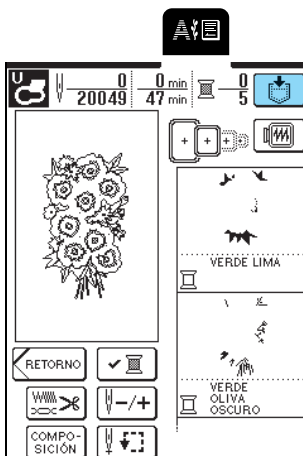 A
U
0 0 min 0
20049 47 min 5
VERDE LIMA
RETORNO
VERDE
OLIVA
OSCURO
-/+
COMPO-
SICIÓN